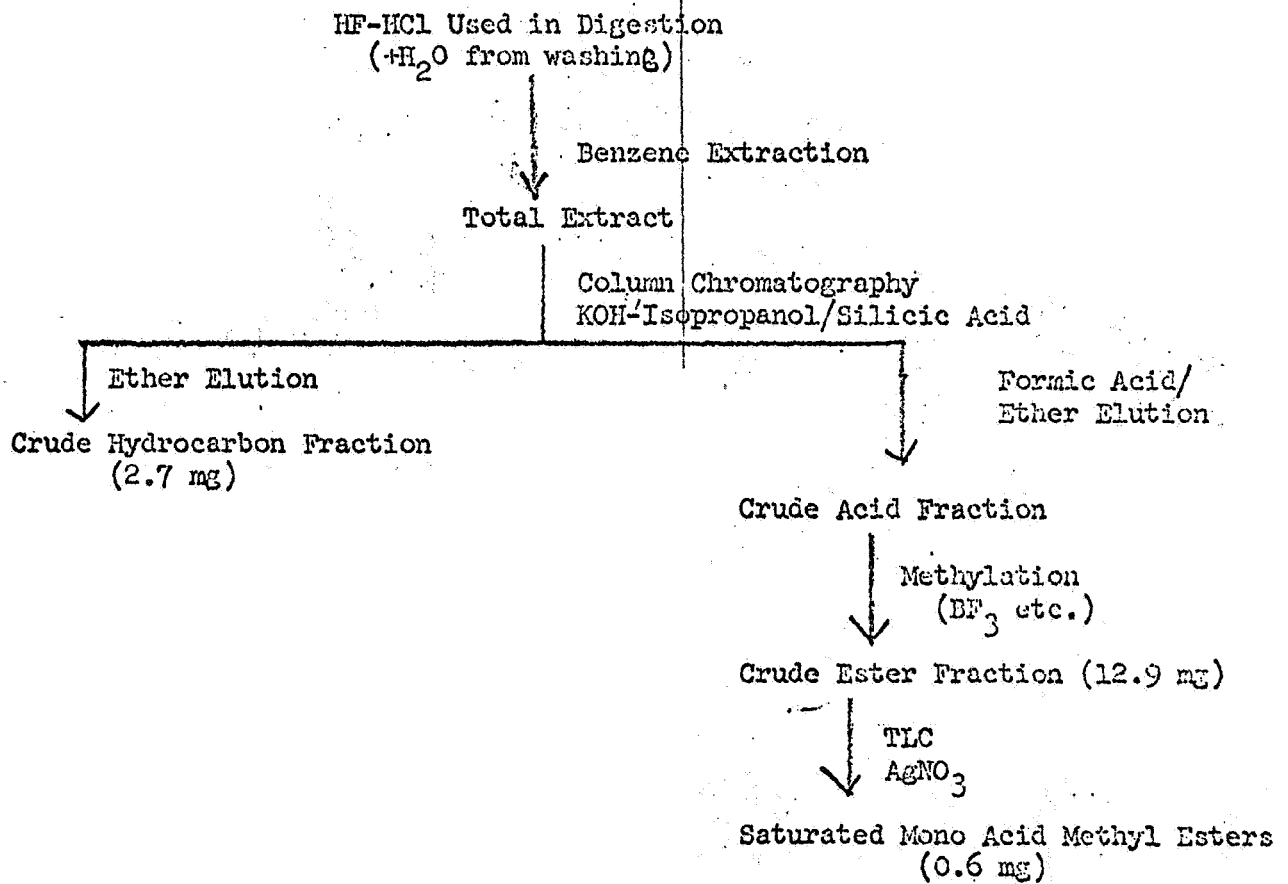 HF-HCl Used in Digestion
(+H₂O from washing)
Benzene Extraction
Total Extract
Column Chromatography
KOH-Isopropanol/Silicic Acid
Ether Elution
Crude Hydrocarbon Fraction
(2.7 mg)
Formic Acid/
Ether Elution
Crude Acid Fraction
Methylation
(BF₃ etc.)
Crude Ester Fraction (12.9 mg)
TLC
AgNO₃
Saturated Mono Acid Methyl Esters
(0.6 mg)